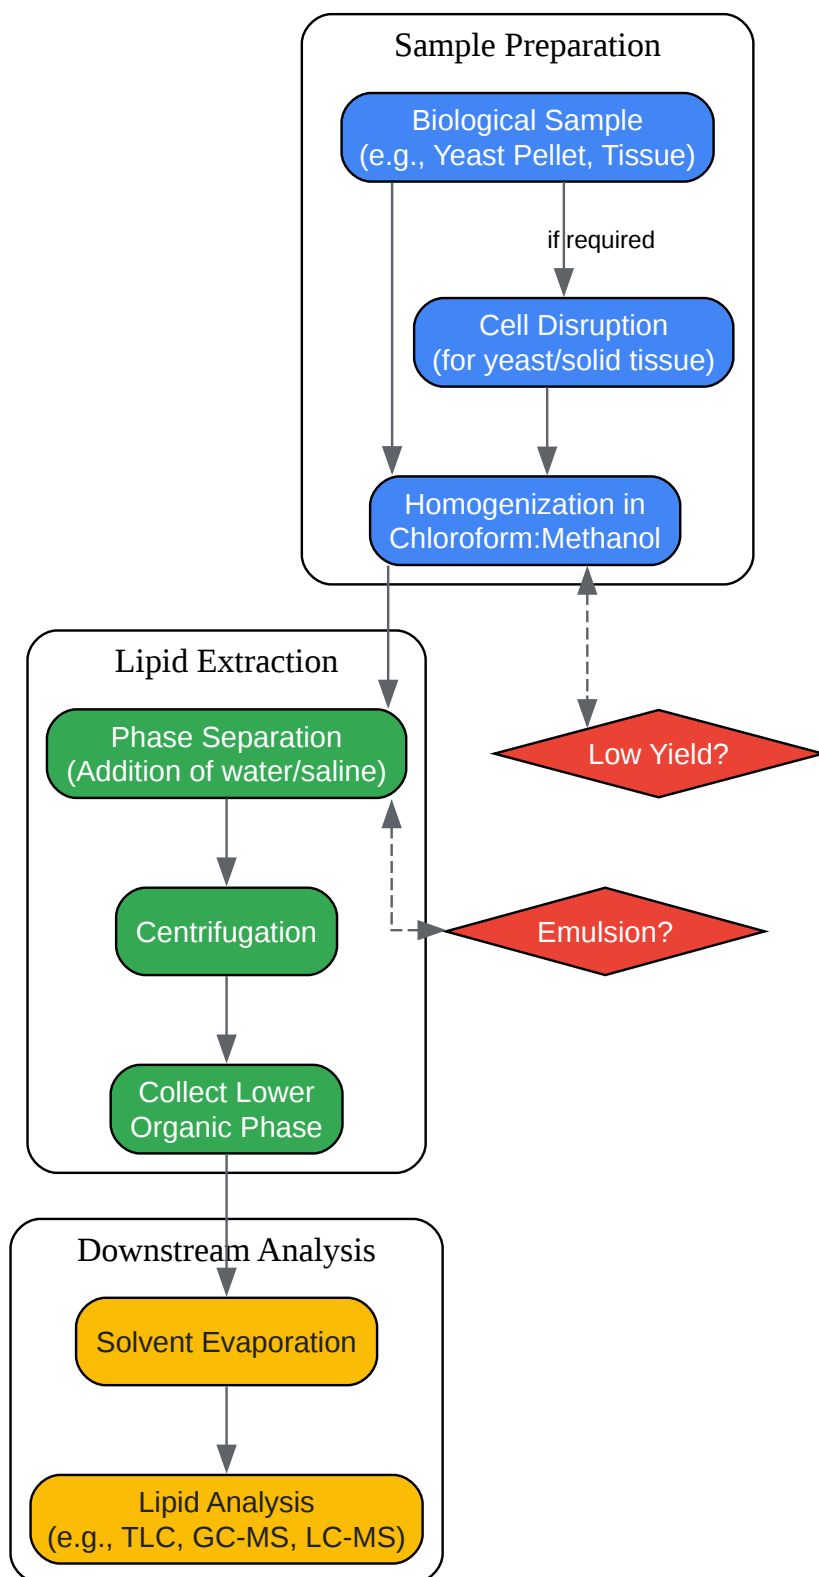 Sample Preparation
Biological Sample
(e.g., Yeast Pellet, Tissue)
if required
Cell Disruption
(for yeast/solid tissue)
Homogenization in
Chloroform:Methanol
Lipid Extraction
Phase Separation
(Addition of water/saline)
Low Yield?
Centrifugation
Emulsion?
Collect Lower
Organic Phase
Downstream Analysis
Solvent Evaporation
Lipid Analysis
(e.g., TLC, GC-MS, LC-MS)